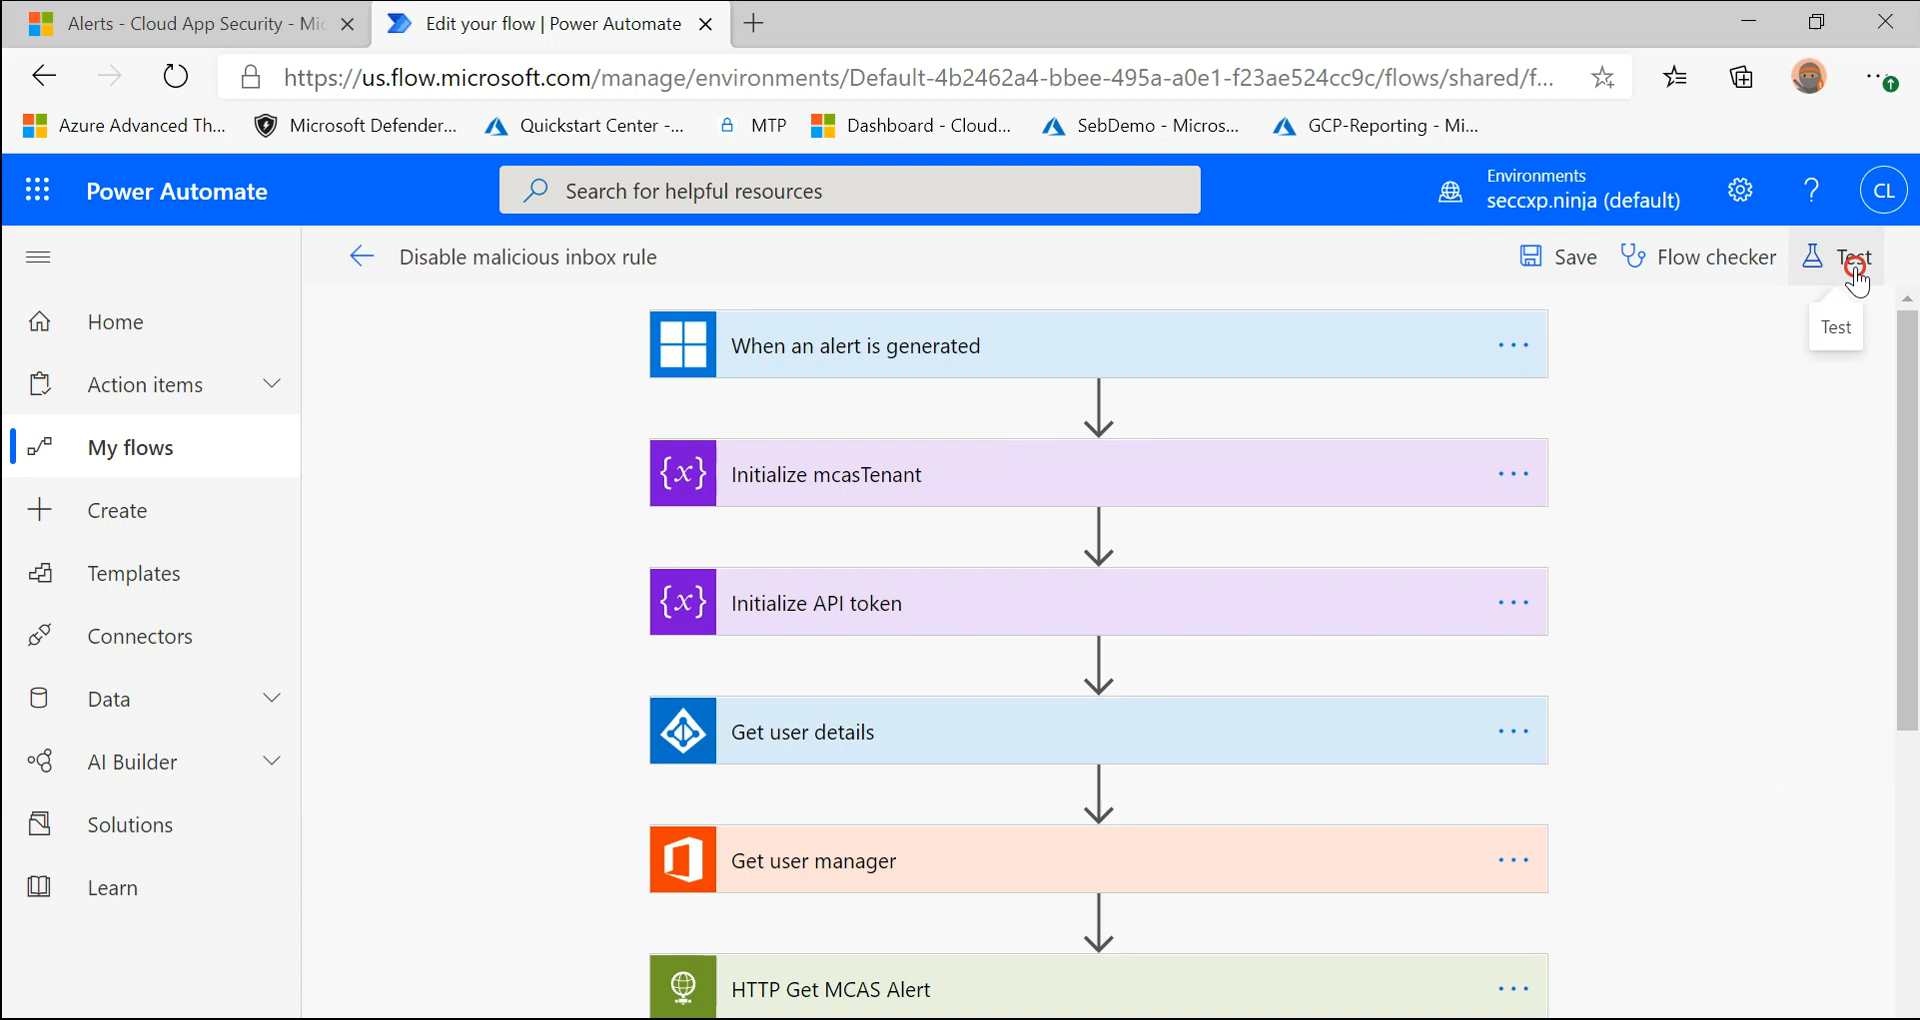 Alerts - Cloud App Security - Mic
Edit your flow | Power Automate
https://us.flow.microsoft.com/manage/environments/Default-4b2462a4-bbee-495a-a0e1-f23ae524cc9c/flows/shared/f...
Azure Advanced Th... Microsoft Defender... Quickstart Center -... MTP Dashboard - Cloud... SebDemo - Micros... GCP-Reporting - Mi...
Power Automate
Search for helpful resources
Environments
seccxp.ninja (default)
?
CL
Disable malicious inbox rule
Save Flow checker Test
Test
Home
Action items
My flows
Create
Templates
Connectors
Data
AI Builder
Solutions
Learn
When an alert is generated
{x} Initialize mcasTenant
{x} Initialize API token
Get user details
Get user manager
HTTP Get MCAS Alert